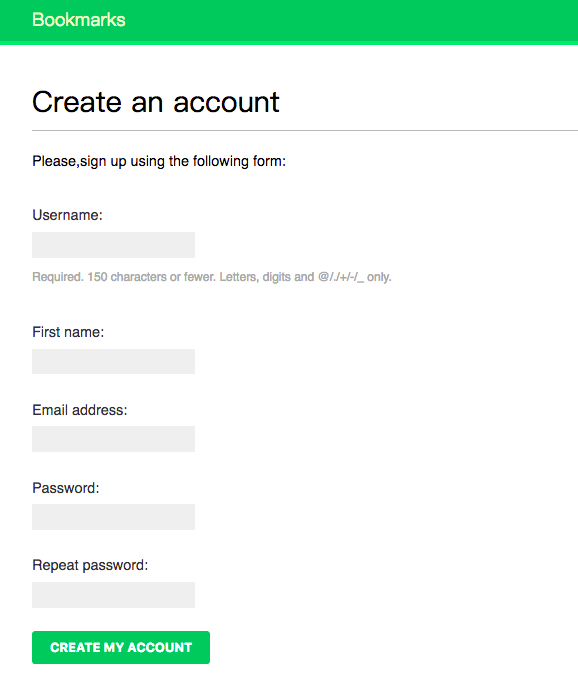 Bookmarks
Create an account
Please,sign up using the following form:
Username:
Required. 150 characters or fewer. Letters, digits and @/./+/-/_ only.
First name:
Email address:
Password:
Repeat password:
CREATE MY ACCOUNT